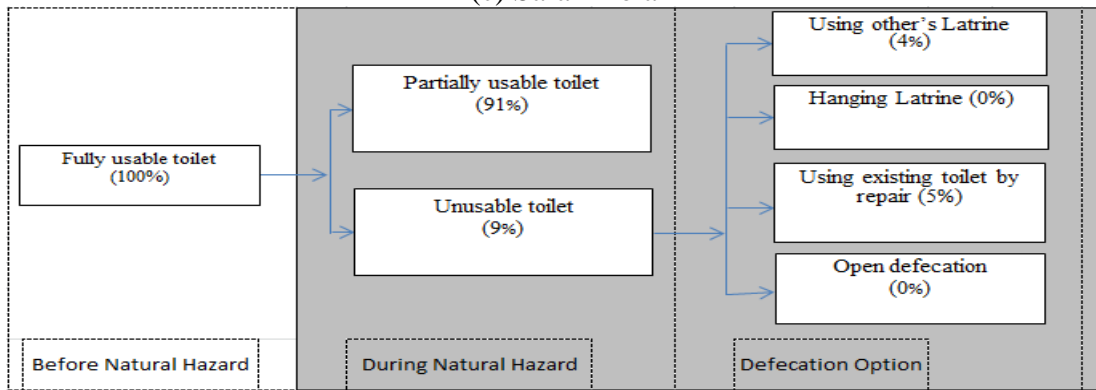 Using other's Latrine
(4%)
Partially usable toilet
(91%)
Hanging Latrine (0%)
Fully usable toilet
(100%)
Using existing toilet by
repair (5%)
Unusable toilet
(9%)
Open defecation
(0%)
Before Natural Hazard
During Natural Hazard
Defecation Option